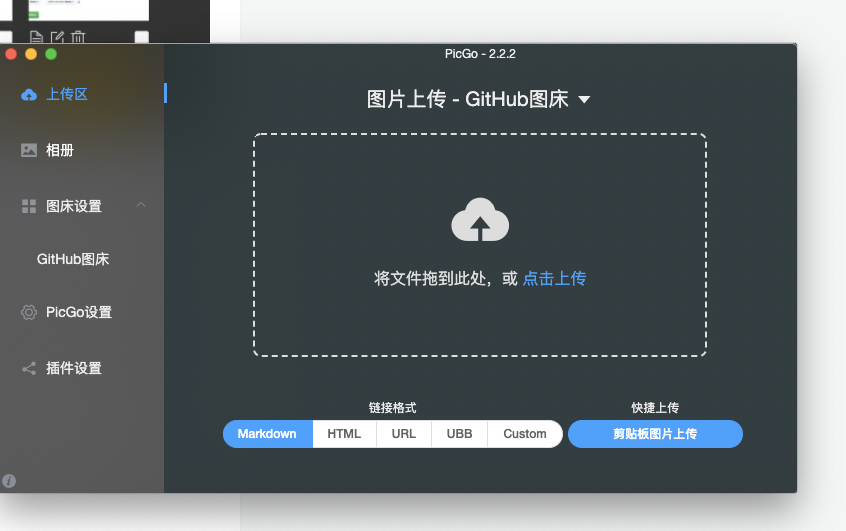 PicGo - 2.2.2
上传区
图片上传 - GitHub图床
相册
图床设置
GitHub图床
将文件拖到此处，或 点击上传
PicGo设置
插件设置
链接格式
快捷上传
Markdown HTML URL UBB Custom
剪贴板图片上传